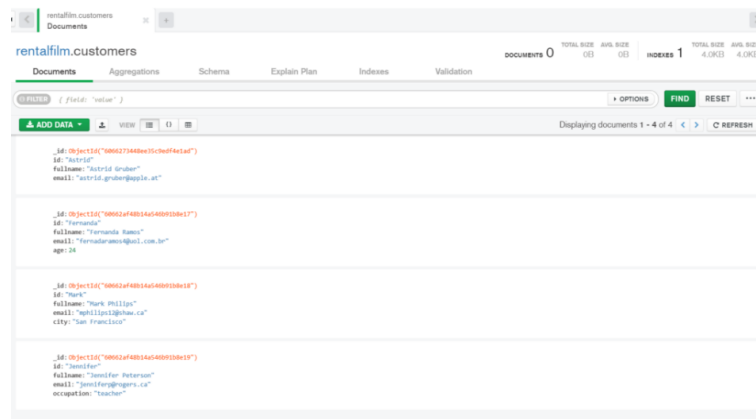 rentalfilm.customers
Documents
rentalfilm.customers
DOCUMENTS 0 TOTAL SIZE 0B AVG. SIZE 0B INDEXES 1 TOTAL SIZE 4.0KB AVG. SIZE 4.0KB
Documents Aggregations Schema Explain Plan Indexes Validation
FILTER { field: 'value' } OPTIONS FIND RESET ...
ADD DATA VIEW {} Displaying documents 1 - 4 of 4 < > REFRESH
_id: ObjectId("6066273448ee35c9edf4e1ad")
id: "Astrid"
fullname: "Astrid Gruber"
email: "astrid.gruber@apple.at"
_id: ObjectId("60662af48b14a546b91b8e17")
id: "Fernanda"
fullname: "Fernanda Ramos"
email: "fernadaramos4@uol.com.br"
age: 24
_id: ObjectId("60662af48b14a546b91b8e18")
id: "Mark"
fullname: "Mark Philips"
email: "mphilips12@shaw.ca"
city: "San Francisco"
_id: ObjectId("60662af48b14a546b91b8e19")
id: "Jennifer"
fullname: "Jennifer Peterson"
email: "jenniferp@rogers.ca"
occupation: "teacher"